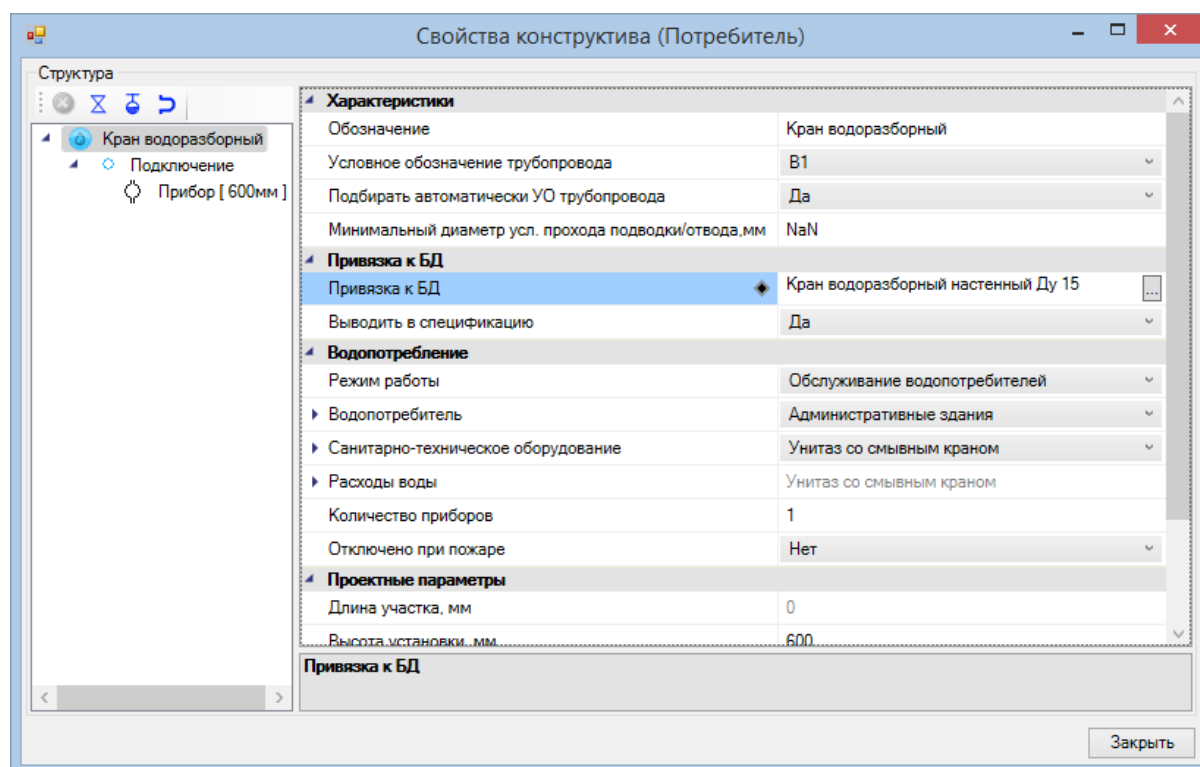 Свойства конструктива (Потребитель)
Структура
Кран водоразборный
Подключение
Прибор [ 600мм ]
Характеристики
Обозначение Кран водоразборный
Условное обозначение трубопровода В1
Подбирать автоматически УО трубопровода Да
Минимальный диаметр усл. прохода подводки/отвода,мм NaN
Привязка к БД
Привязка к БД Кран водоразборный настенный Ду 15 ...
Выводить в спецификацию Да
Водопотребление
Режим работы Обслуживание водопотребителей
Водопотребитель Административные здания
Санитарно-техническое оборудование Унитаз со смывным краном
Расходы воды Унитаз со смывным краном
Количество приборов 1
Отключено при пожаре Нет
Проектные параметры
Длина участка, мм 0
Высота установки, мм 600
Привязка к БД
Закрыть